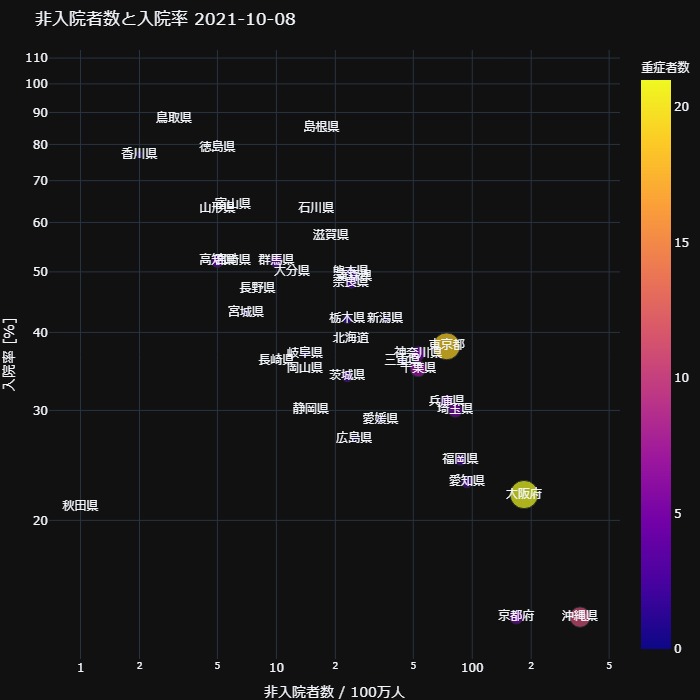 非入院者数と入院率 2021-10-08
重症者数
110
100
90
80
70
60
50
40
30
20
入院率 [%]
鳥取県
島根県
徳島県
香川県
富山県
山形県
石川県
滋賀県
高知県
宮崎県
群馬県
大分県
熊本県
奈良県
長野県
宮城県
栃木県
新潟県
北海道
東京都
岐阜県
神奈川県
長崎県
三重県
岡山県
千葉県
茨城県
兵庫県
静岡県
埼玉県
愛媛県
広島県
福岡県
愛知県
大阪府
秋田県
京都府
沖縄県
20
15
10
5
0
1
2
5
10
2
5
100
2
5
非入院者数 / 100万人